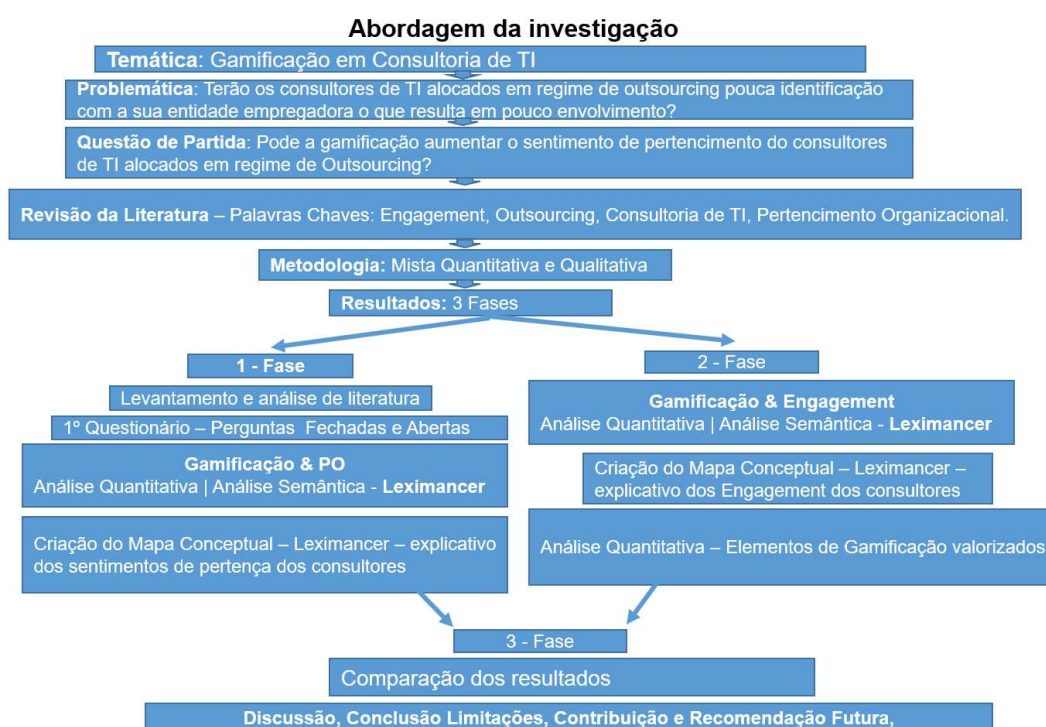 Abordagem da investigação
Temática: Gamificação em Consultoria de TI
Problemática: Terão os consultores de TI alocados em regime de outsourcing pouca identificação
com a sua entidade empregadora o que resulta em pouco envolvimento?
Questão de Partida: Pode a gamificação aumentar o sentimento de pertencimento do consultores
de TI alocados em regime de Outsourcing?
Revisão da Literatura – Palavras Chaves: Engagement, Outsourcing, Consultoria de TI, Pertencimento Organizacional.
Metodologia: Mista Quantitativa e Qualitativa
Resultados: 3 Fases
1 - Fase
Levantamento e análise de literatura
1º Questionário – Perguntas Fechadas e Abertas
Gamificação & PO
Análise Quantitativa | Análise Semântica - Leximancer
Criação do Mapa Conceptual – Leximancer – explicativo
dos sentimentos de pertença dos consultores
2 - Fase
Gamificação & Engagement
Análise Quantitativa | Análise Semântica - Leximancer
Criação do Mapa Conceptual – Leximancer –
explicativo dos Engagement dos consultores
Análise Quantitativa – Elementos de Gamificação valorizados
3 - Fase
Comparação dos resultados
Discussão, Conclusão Limitações, Contribuição e Recomendação Futura,